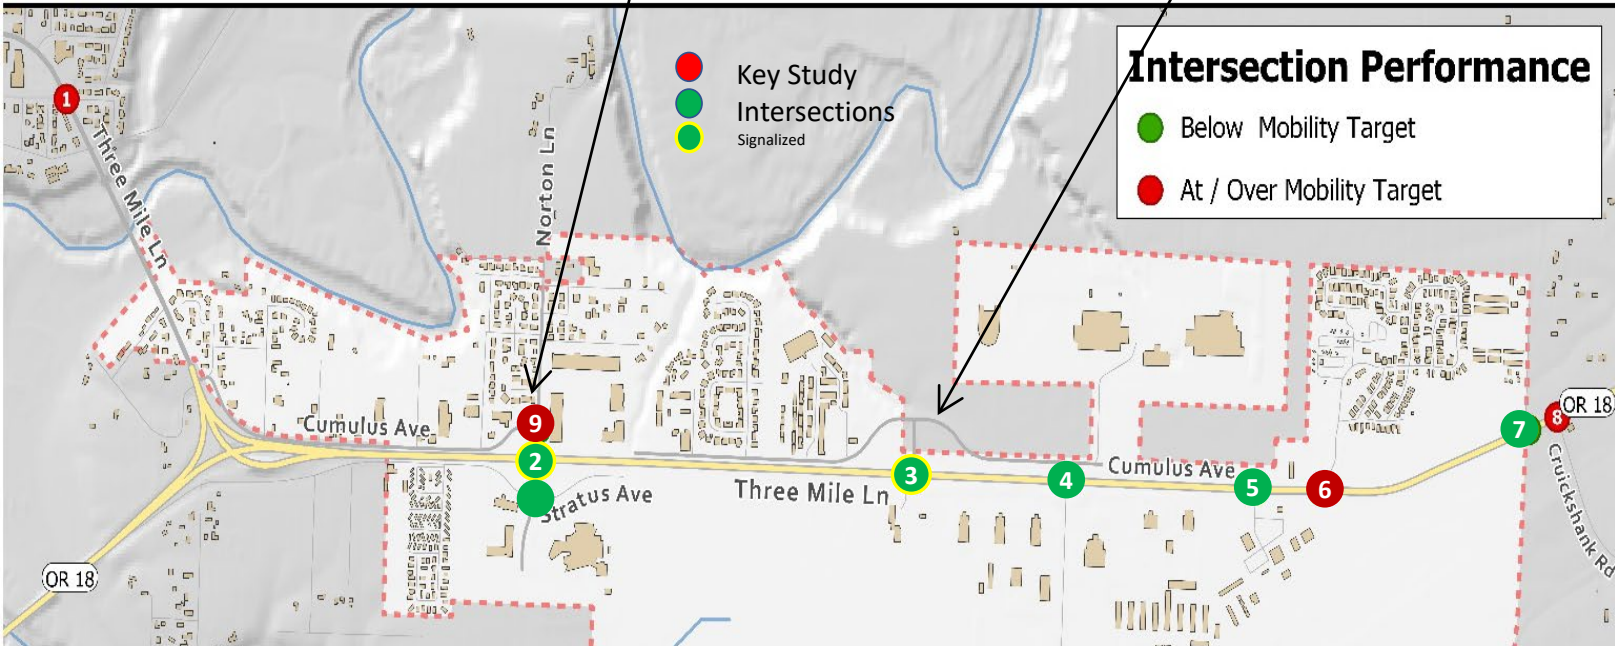 Key Study
Intersections
Signalized
Intersection Performance
Below Mobility Target
At / Over Mobility Target
1
Three Mile Ln
Norton Ln
Cumulus Ave
9
2
Stratus Ave
Three Mile Ln
3
4
Cumulus Ave
5
6
7
8
OR 18
Cruickshank Rd
OR 18